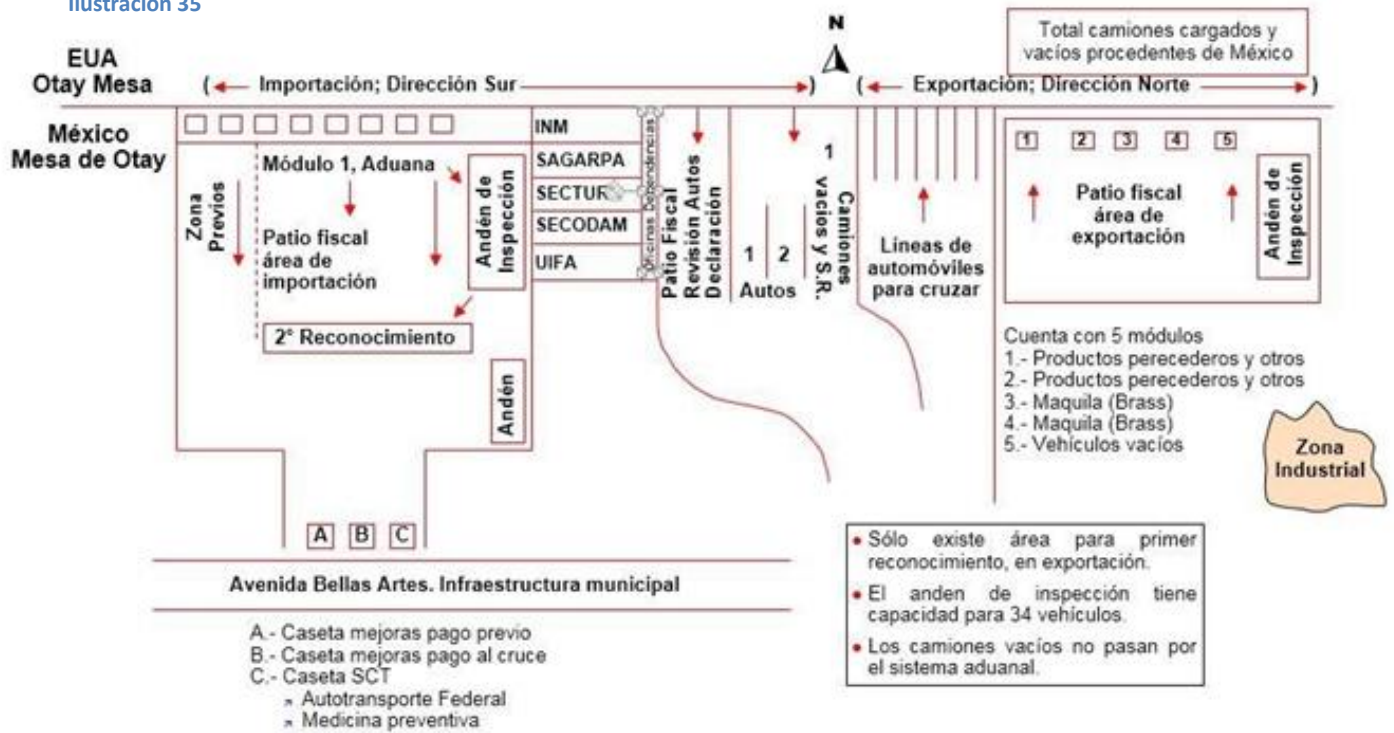 Ilustración 35
N
Total camiones cargados y
vacíos procedentes de México
EUA
Otay Mesa
( Importación; Dirección Sur )
( Exportación; Dirección Norte )
México
Mesa de Otay
Zona
Previos
Módulo 1, Aduana
Patio fiscal
área de
importación
2° Reconocimiento
Andén de
Inspección
Andén
INM
SAGARPA
SECTUR
SECODAM
UIFA
Oficinas Dependencias
Patio Fiscal
Revisión Autos
Declaración
1 2
Autos
1
vacíos y S.R.
Camiones
Líneas de
automóviles
para cruzar
1 2 3 4 5
Patio fiscal
área de
exportación
Andén de
Inspección
Cuenta con 5 módulos
1.- Productos perecederos y otros
2.- Productos perecederos y otros
3.- Maquila (Brass)
4.- Maquila (Brass)
5.- Vehículos vacíos
Zona
Industrial
A B C
Avenida Bellas Artes. Infraestructura municipal
A.- Caseta mejoras pago previo
B.- Caseta mejoras pago al cruce
C.- Caseta SCT
Autotransporte Federal
Medicina preventiva
• Sólo existe área para primer
reconocimiento, en exportación.
• El anden de inspección tiene
capacidad para 34 vehículos.
• Los camiones vacíos no pasan por
el sistema aduanal.